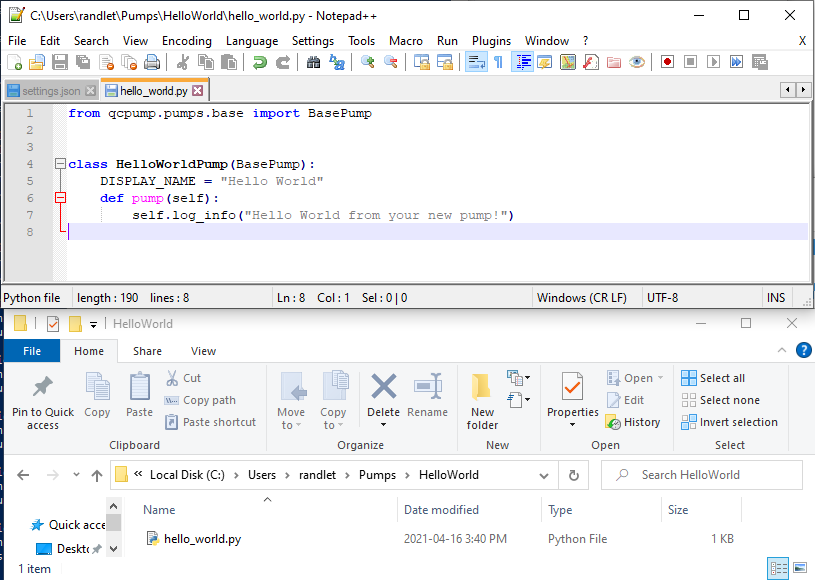 C:\Users\randlet\Pumps\HelloWorld\hello_world.py - Notepad++
File Edit Search View Encoding Language Settings Tools Macro Run Plugins Window ? X
settings.json hello_world.py
1 from qcpump.pumps.base import BasePump
2
3
4 class HelloWorldPump(BasePump):
5 DISPLAY_NAME = "Hello World"
6 def pump(self):
7 self.log_info("Hello World from your new pump!")
8
Python file length : 190 lines : 8 Ln : 8 Col : 1 Sel : 0 | 0 Windows (CR LF) UTF-8 INS
HelloWorld
File Home Share View
Pin to Quick access
Copy
Paste
Cut
Copy path
Paste shortcut
Move to
Copy to
Delete
Rename
New folder
Properties
Open
Edit
History
Select all
Select none
Invert selection
Clipboard Organize New Open Select
« Local Disk (C:) > Users > randlet > Pumps > HelloWorld Search HelloWorld
Name Date modified Type Size
Quick acce
hello_world.py 2021-04-16 3:40 PM Python File 1 KB
Deskto
1 item